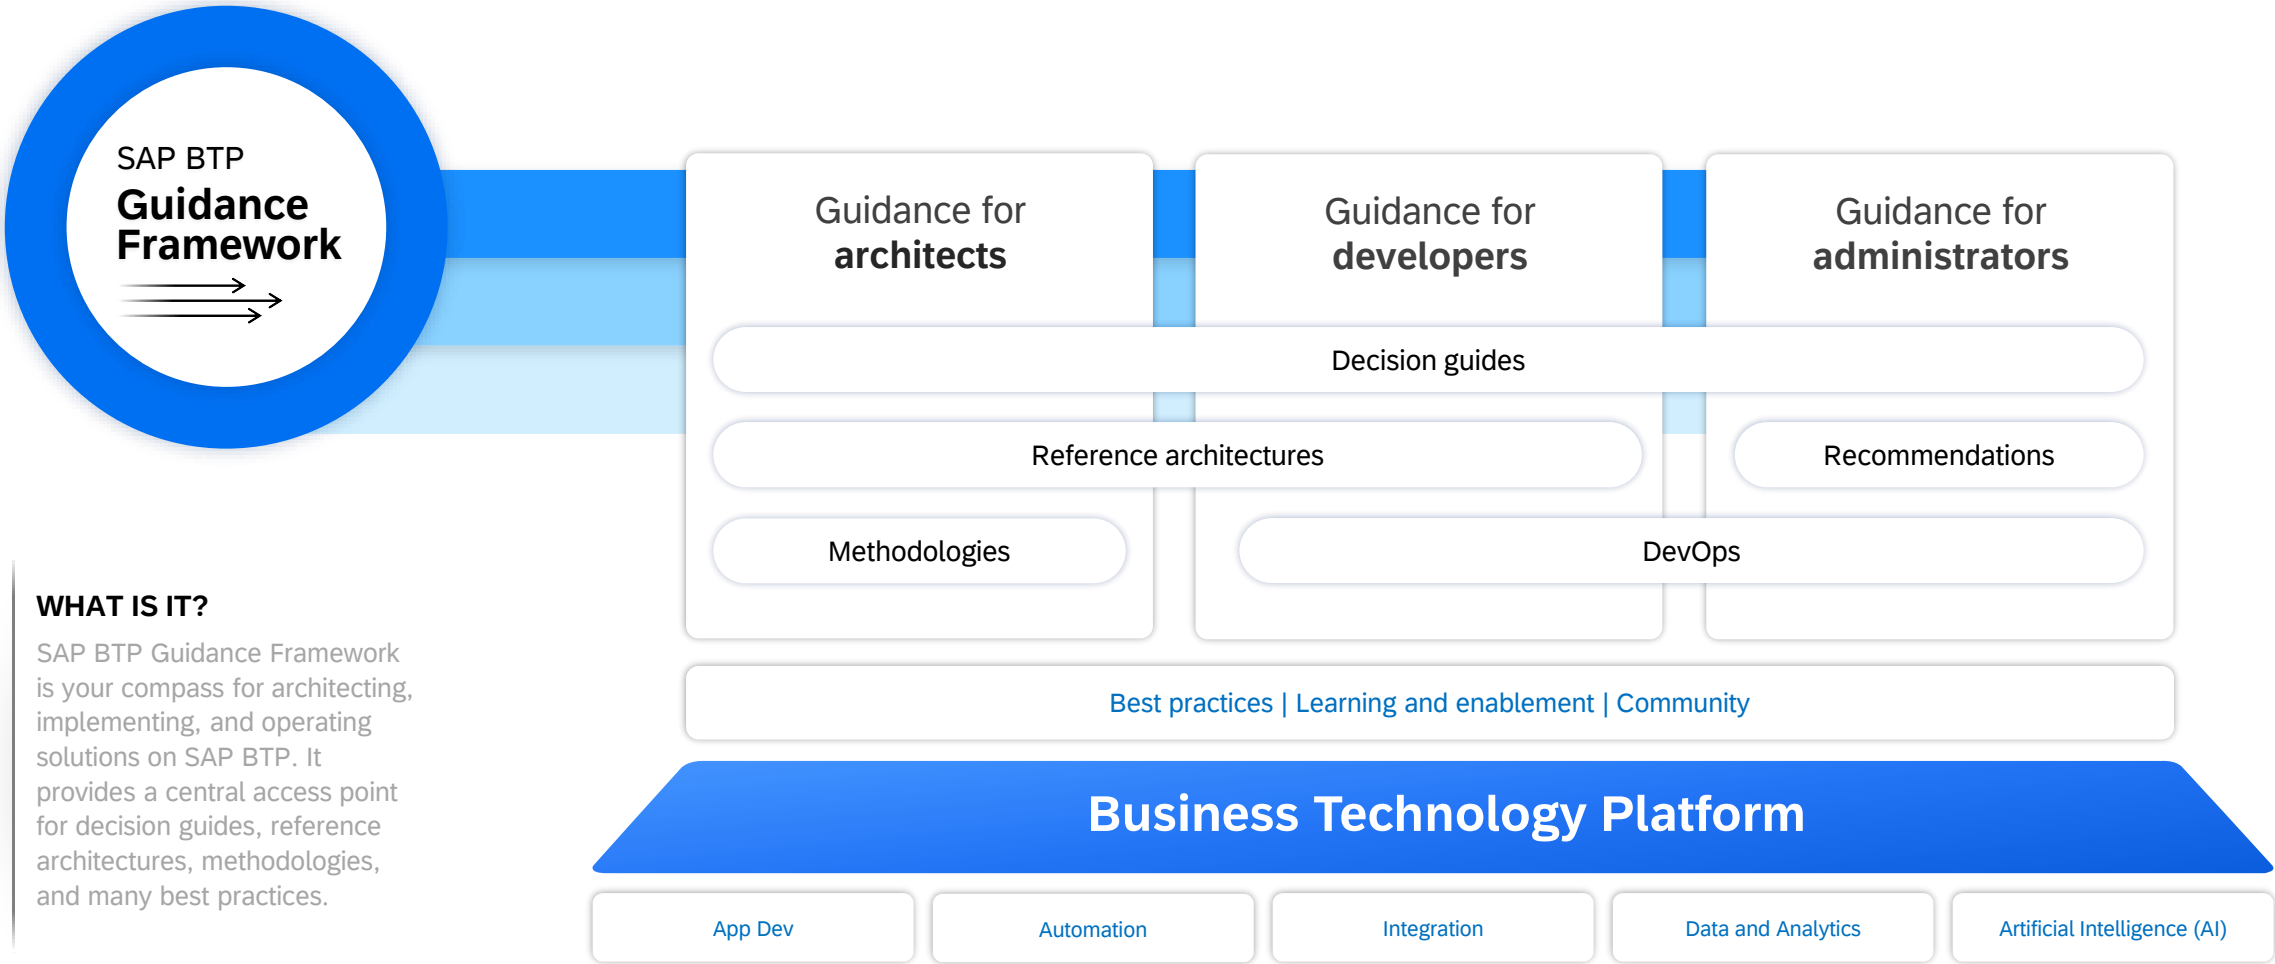 SAP BTP
Guidance
Framework
Guidance for
architects
Guidance for
developers
Guidance for
administrators
Decision guides
Reference architectures
Recommendations
Methodologies
DevOps
WHAT IS IT?
SAP BTP Guidance Framework
is your compass for architecting,
implementing, and operating
solutions on SAP BTP. It
provides a central access point
for decision guides, reference
architectures, methodologies,
and many best practices.
Best practices | Learning and enablement | Community
Business Technology Platform
App Dev
Automation
Integration
Data and Analytics
Artificial Intelligence (AI)